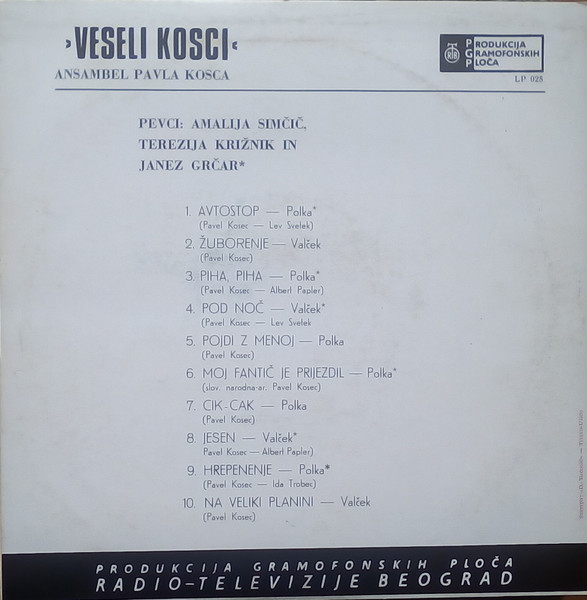 ›VESELI KOSCI‹
ANSAMBEL PAVLA KOSCA
PGP
RTB
PRODUKCIJA
GRAMOFONSKIH
PLOČA
LP 025
PEVCI: AMALIJA SIMČIČ,
TEREZIJA KRIŽNIK IN
JANEZ GRČAR*
1. AVTOSTOP — Polka*
(Pavel Kosec — Lev Svetek)
2. ŽUBORENJE — Valček
(Pavel Kosec)
3. PIHA, PIHA — Polka*
(Pavel Kosec — Albert Papler)
4. POD NOČ — Valček*
(Pavel Kosec — Lev Svetek
5. POJDI Z MENOJ — Polka
(Pavel Kosec)
6. MOJ FANTIČ JE PRIJEZDIL — Polka*
(slov. narodna-ar. Pavel Kosec)
7. CIK-CAK — Polka
(Pavel Kosec)
8. JESEN — Valček*
Pavel Kosec — Albert Papler)
9. HREPENENJE — Polka*
(Pavel Kosec — Ida Trobec)
10. NA VELIKI PLANINI — Valček
(Pavel Kosec)
PRODUKCIJA GRAMOFONSKIH PLOČA
RADIO-TELEVIZIJE BEOGRAD